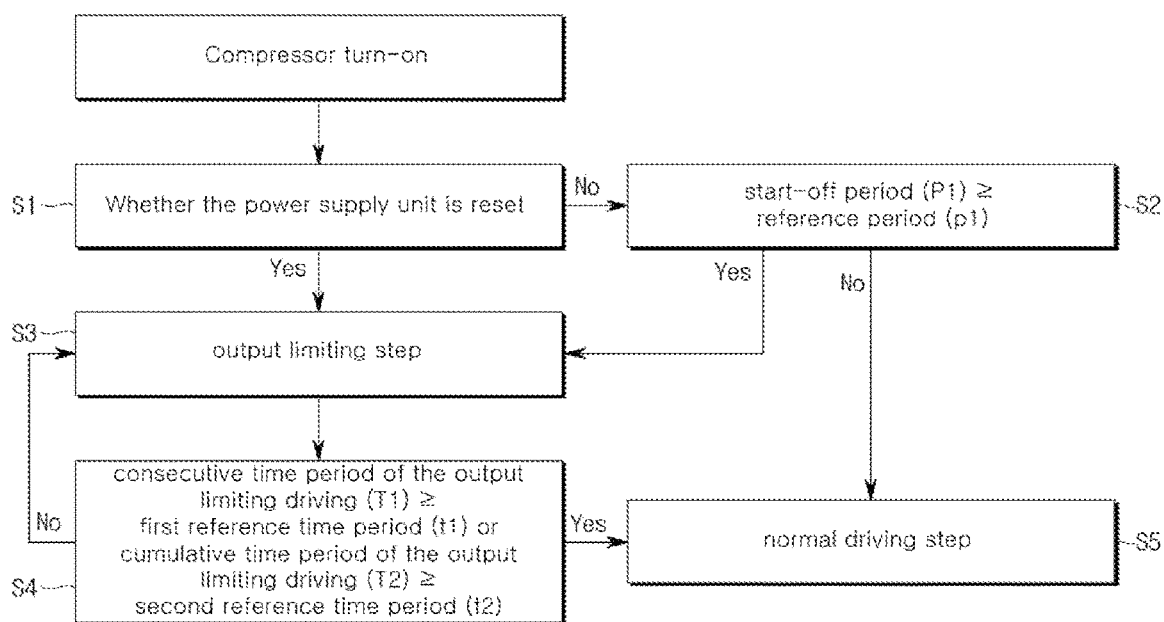 Compressor turn-on
S1
Whether the power supply unit is reset
No
start-off period (P1) ≥
reference period (p1)
S2
Yes
Yes
No
S3
output limiting step
consecutive time period of the output
limiting driving (T1) ≥
first reference time period (t1) or
cumulative time period of the output
limiting driving (T2) ≥
second reference time period (t2)
No
S4
Yes
normal driving step
S5